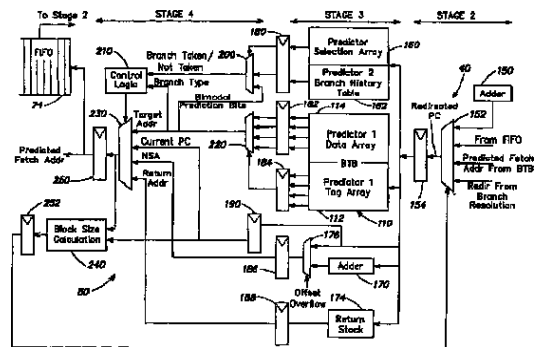 To Stage 2
STAGE 4
STAGE 3
STAGE 2
FIFO
71
210
Control
Logic
Branch Taken/
Not Taken
Branch Type
200
180
Predictor
Selection Array
160
Predictor 2
Branch History
Table
162
40
150
Adder
Redirected
PC
152
230
Bimodal
Prediction Bits
Target
Addr
182
114
Predictor 1
Data Array
BTB
Predictor 1
Tag Array
From FIFO
Predicted Fetch
Addr From BTB
Redir From
Branch
Resolution
154
Predicted
Fetch Addr
250
Current PC
NSA
Return Addr
220
184
112
110
252
Block Size
Calculation
240
190
176
186
Adder
170
80
Offset
Overflow
174
188
Return
Stack